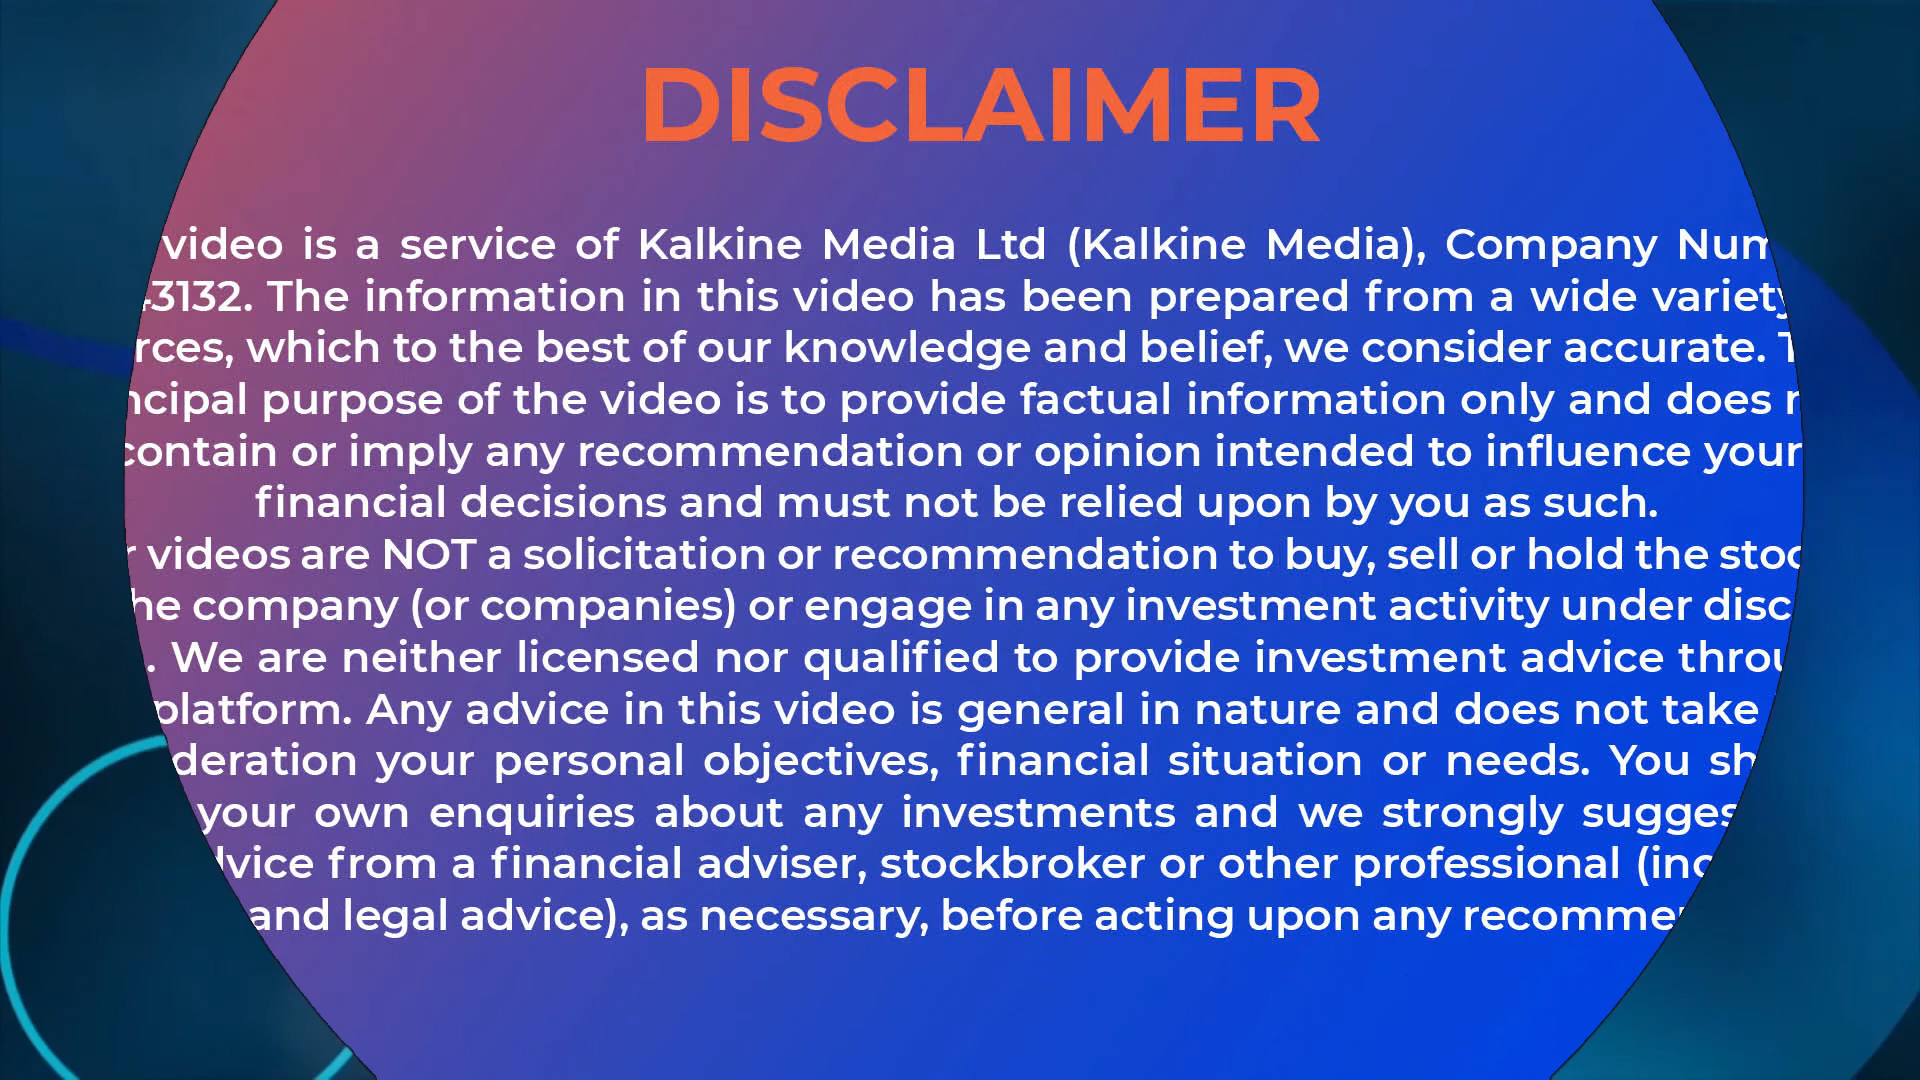 DISCLAIMER
video is a service of Kalkine Media Ltd (Kalkine Media), Company
3132. The information in this video has been prepared from a wide variety
which to the best of our knowledge and belief, we consider accurate.
purpose of the video is to provide factual information only and does
contain or imply any recommendation or opinion intended to influence your
financial decisions and must not be relied upon by you as such.
videos are NOT a solicitation or recommendation to buy, sell or hold the
he company (or companies) or engage in any investment activity under
. We are neither licensed nor qualified to provide investment advice
platform. Any advice in this video is general in nature and does not take
deration your personal objectives, financial situation or needs. You
your own enquiries about any investments and we strongly
from a financial adviser, stockbroker or other professional
and legal advice), as necessary, before acting upon any